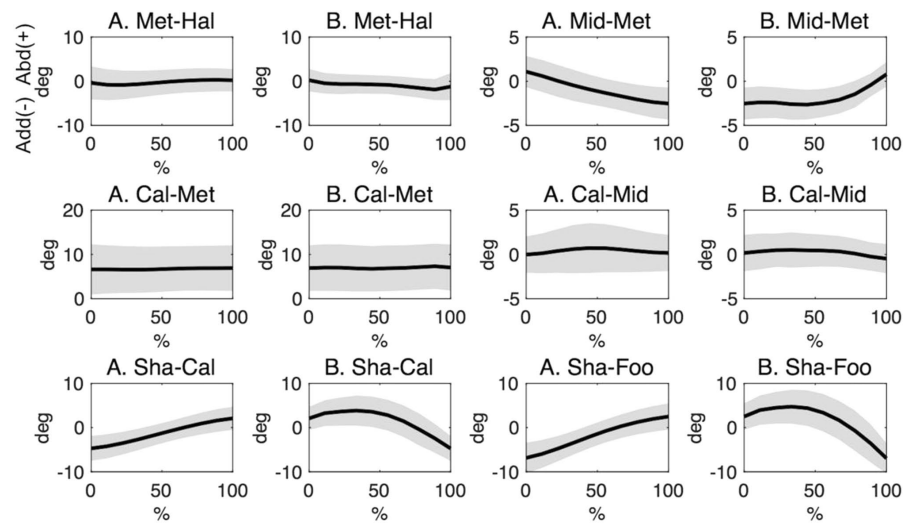 A. Met-Hal
B. Met-Hal
A. Mid-Met
B. Mid-Met
Add(-) Abd(+)
deg
10
0
-10
0 50 100
%
deg
10
0
-10
0 50 100
%
deg
5
0
-5
0 50 100
%
deg
5
0
-5
0 50 100
%
A. Cal-Met
B. Cal-Met
A. Cal-Mid
B. Cal-Mid
deg
20
10
0
0 50 100
%
deg
20
10
0
0 50 100
%
deg
5
0
-5
0 50 100
%
deg
5
0
-5
0 50 100
%
A. Sha-Cal
B. Sha-Cal
A. Sha-Foo
B. Sha-Foo
deg
10
0
-10
0 50 100
%
deg
10
0
-10
0 50 100
%
deg
10
0
-10
0 50 100
%
deg
10
0
-10
0 50 100
%